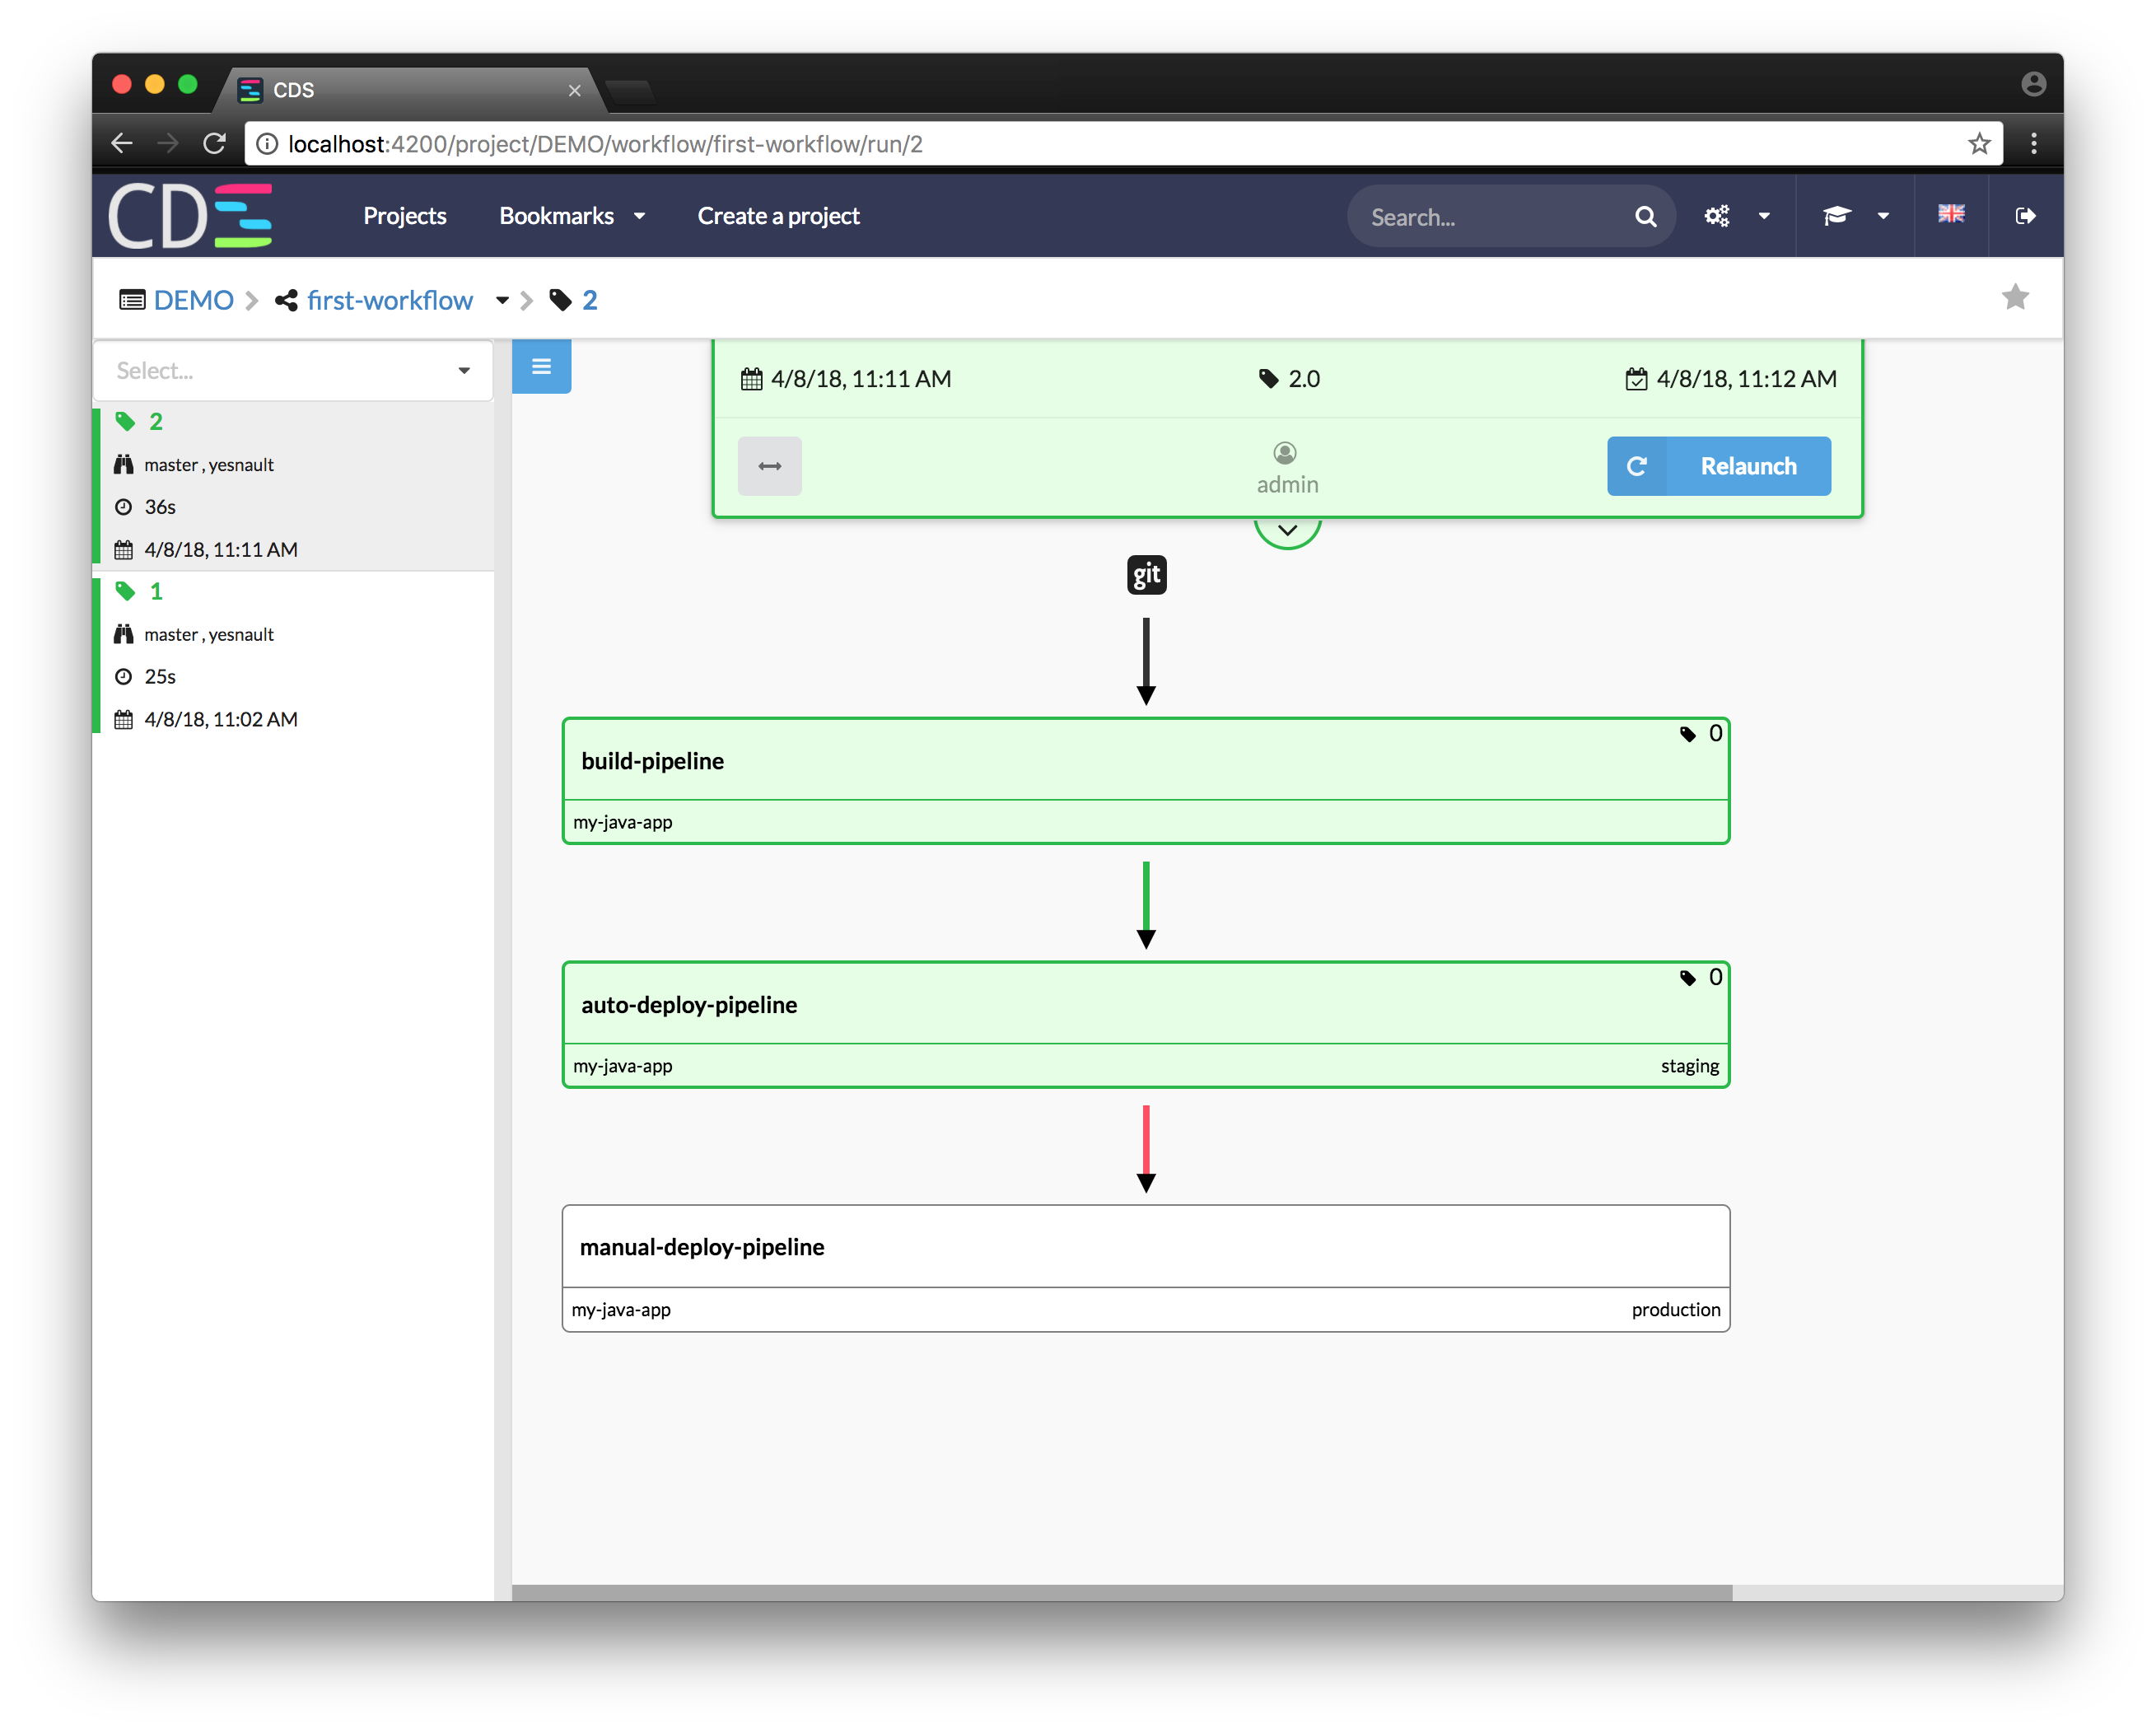 CDS
localhost:4200/project/DEMO/workflow/first-workflow/run/2
CDS
Projects Bookmarks Create a project Search...
DEMO first-workflow 2
Select...
2
master , yesnault
36s
4/8/18, 11:11 AM
1
master , yesnault
25s
4/8/18, 11:02 AM
4/8/18, 11:11 AM 2.0 4/8/18, 11:12 AM
admin Relaunch
git
0
build-pipeline
my-java-app
0
auto-deploy-pipeline
my-java-app staging
manual-deploy-pipeline
my-java-app production